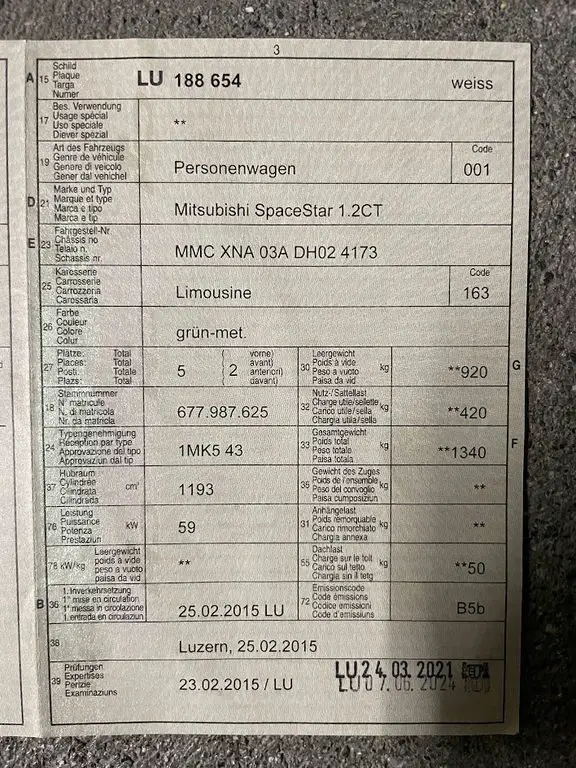 3
A 15 Schild LU 188 654 weiss
Plaque
Targa
Numer
17 Bes. Verwendung **
Usage spécial
Uso speciale
Diever spezial
19 Art des Fahrzeugs Personenwagen Code 001
Genre de véhicule
Genere di veicolo
Gener dal vehichel
D 21 Marke und Typ Mitsubishi SpaceStar 1.2CT
Marque et type
Marca e tipo
Marca e tip
E 23 Fahrgestell-Nr. MMC XNA 03A DH02 4173
Châssis no
Telaio n.
Schassis nr.
25 Karosserie Limousine Code 163
Carrosserie
Carrozzeria
Carossaria
26 Farbe grün-met.
Couleur
Colore
Colur
27 Plätze: Total 5 2 vorne)
Places: Total avant)
Posti: Totale anteriori)
Plazs: Total davant)
30 Leergewicht kg **920 G
Poids à vide
Peso a vuoto
Paisa da vid
18 Stammnummer 677.987.625
N° matricule
N. di matricola
Nr. da matricla
32 Nutz-/Sattellast kg **420
Charge utile/sellette
Carico utile/sella
Chargia utila/sella
24 Typengenehmigung 1MK5 43
Réception par type
Approvazione del tipo
Approvaziun dal tip
33 Gesamtgewicht kg **1340 F
Poids total
Peso totale
Paisa totala
37 Hubraum cm³ 1193
Cylindrée
Cilindrata
Cilindrada
35 Gewicht des Zuges kg **
Poids de l'ensemble
Peso del convoglio
Paisa cumposiziun
76 Leistung kW 59
Puissance
Potenza
Prestaziun
31 Anhängelast kg **
Poids remorquable
Carico rimorchiato
Chargia annexa
78 kW/kg Leergewicht **
poids à vide
peso a vuoto
paisa da vid
55 Dachlast kg **50
Charge sur le toit
Carico sul tetto
Chargia sin il tetg
B 36 1. Inverkehrsetzung 25.02.2015 LU
1ʳᵉ mise en circulation
1ᵃ messa in circolazione
1. entrada en circulaziun
72 Emissionscode B5b
Code émissions
Codice emissioni
Code d'emissiuns
38 Luzern, 25.02.2015
39 Prüfungen 23.02.2015 / LU
Expertises
Perizie
Examinaziuns
LU 24. 03. 2021
LU 07. 06. 2024